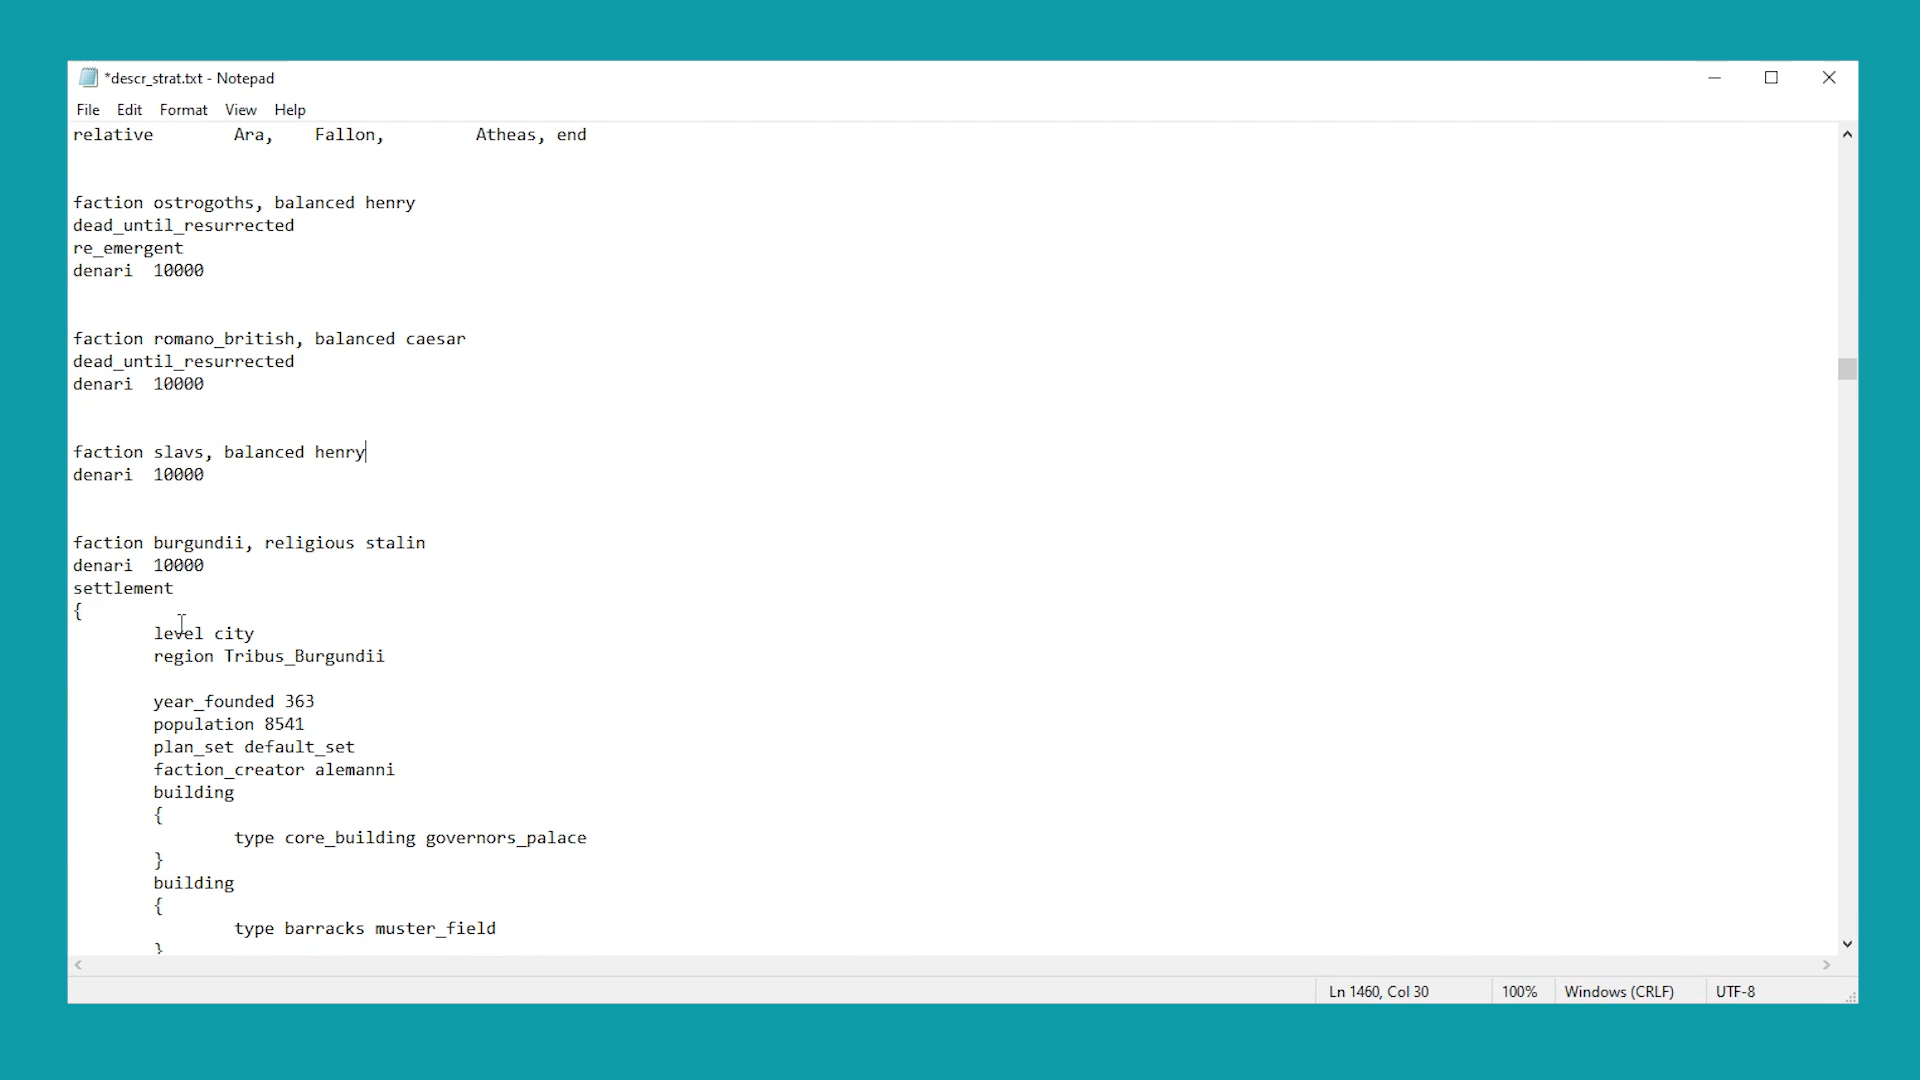 *descr_strat.txt - Notepad
File Edit Format View Help
relative Ara, Fallon, Atheas, end
faction ostrogoths, balanced henry
dead_until_resurrected
re_emergent
denari 10000
faction romano_british, balanced caesar
dead_until_resurrected
denari 10000
faction slavs, balanced henry
denari 10000
faction burgundii, religious stalin
denari 10000
settlement
{
level city
region Tribus_Burgundii
year_founded 363
population 8541
plan_set default_set
faction_creator alemanni
building
{
type core_building governors_palace
}
building
{
type barracks muster_field
}
Ln 1460, Col 30 100% Windows (CRLF) UTF-8